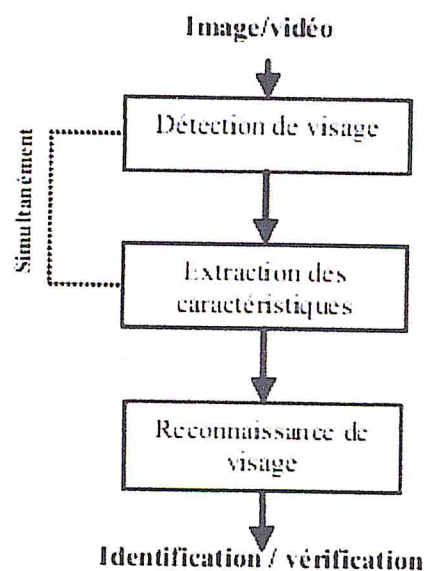 Image/vidéo
Détection de visage
Simultanément
Extraction des
caractéristiques
Reconnaissance de
visage
Identification / vérification